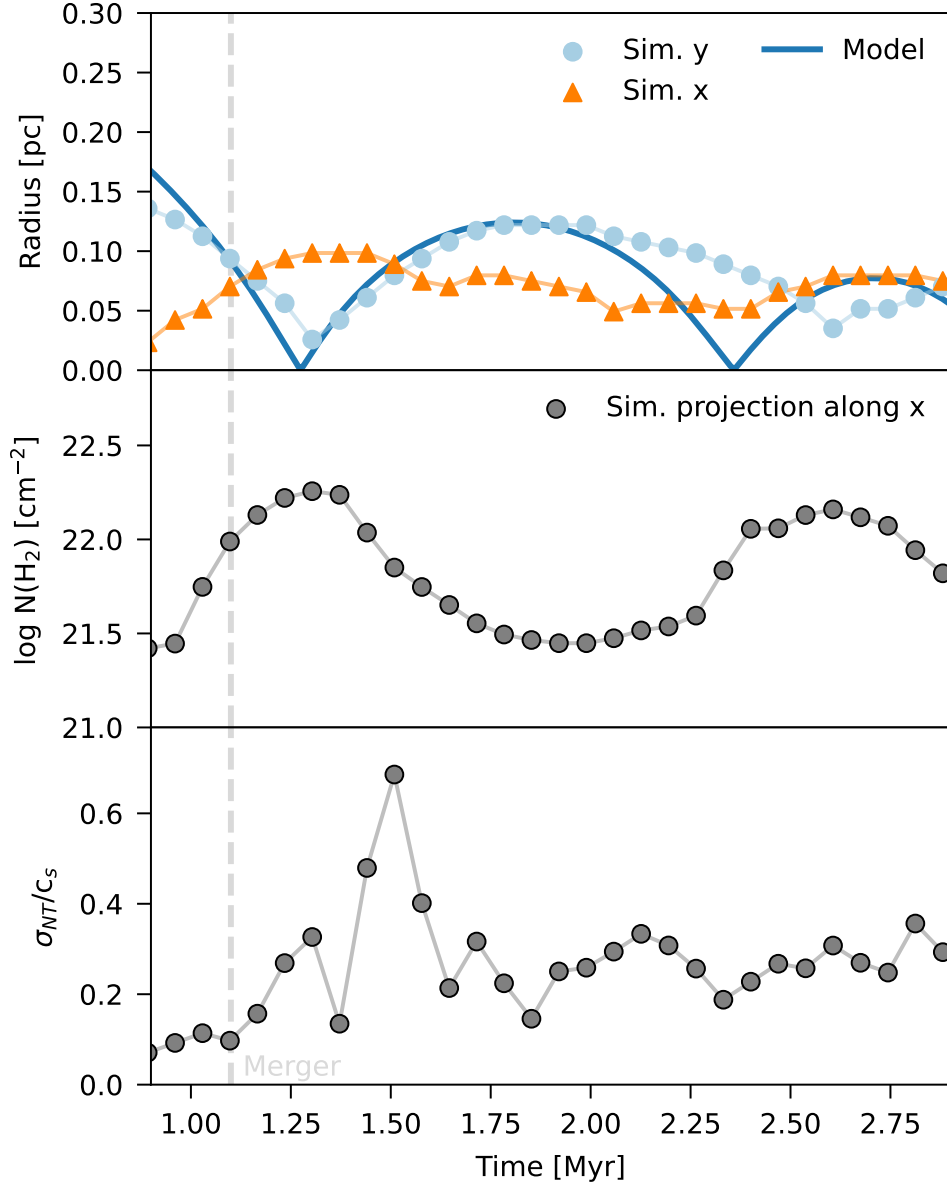 0.30
0.25
0.20
0.15
0.10
0.05
0.00
Radius [pc]
Sim. y
Model
Sim. x
22.5
22.0
21.5
21.0
log N(H₂) [cm⁻²]
Sim. projection along x
0.6
0.4
0.2
0.0
σ_NT/c_s
Merger
1.00 1.25 1.50 1.75 2.00 2.25 2.50 2.75
Time [Myr]